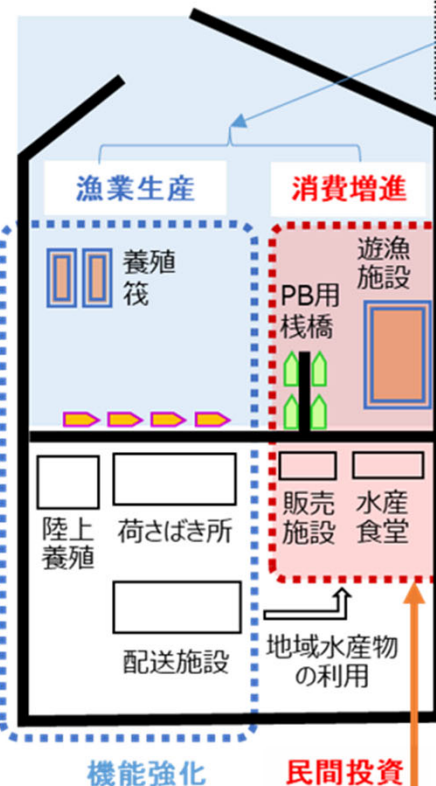 漁業生産
消費増進
養殖
筏
遊漁
施設
PB用
桟橋
陸上
養殖
荷さばき所
販売
施設
水産
食堂
配送施設
地域水産物
の利用
機能強化
民間投資